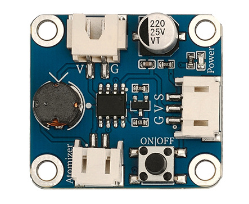 220
25V
VT
V G
Power
G V S
ON|OFF
Atomizer